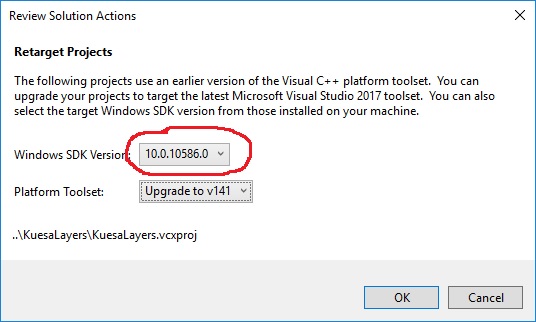 Review Solution Actions
Retarget Projects
The following projects use an earlier version of the Visual C++ platform toolset. You can
upgrade your projects to target the latest Microsoft Visual Studio 2017 toolset. You can also
select the target Windows SDK version from those installed on your machine.
Windows SDK Version: 10.0.10586.0
Platform Toolset: Upgrade to v141
..\KuesaLayers\KuesaLayers.vcxproj
OK Cancel